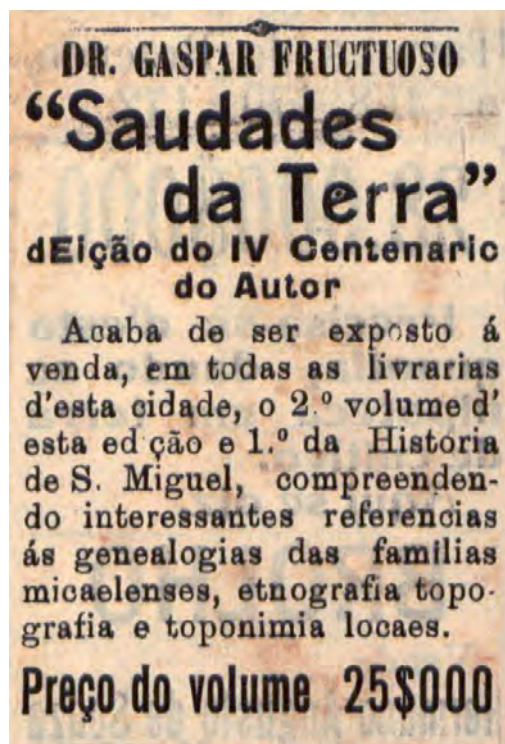 DR. GASPAR FRUCTUOSO
“Saudades
da Terra”
dEição do IV Centenario
do Autor
Acaba de ser exposto á
venda, em todas as livrarias
d'esta cidade, o 2.º volume d'
esta ed ção e 1.º da Historia
de S. Miguel, compreenden-
do interessantes referencias
ás genealogias das familias
micaelenses, etnografia topo-
grafia e toponimia locaes.
Preço do volume 25$000